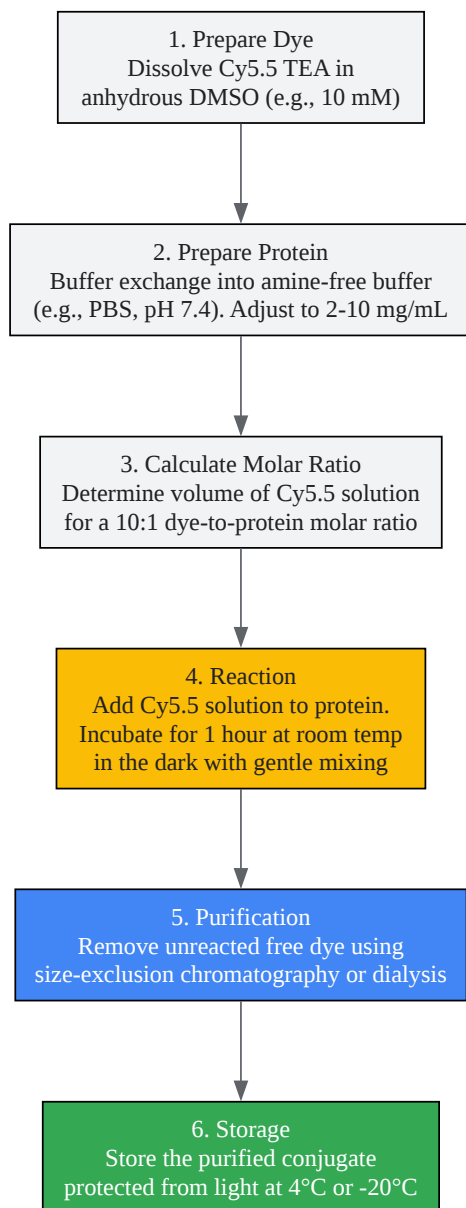 1. Prepare Dye
Dissolve Cy5.5 TEA in
anhydrous DMSO (e.g., 10 mM)
2. Prepare Protein
Buffer exchange into amine-free buffer
(e.g., PBS, pH 7.4). Adjust to 2-10 mg/mL
3. Calculate Molar Ratio
Determine volume of Cy5.5 solution
for a 10:1 dye-to-protein molar ratio
4. Reaction
Add Cy5.5 solution to protein.
Incubate for 1 hour at room temp
in the dark with gentle mixing
5. Purification
Remove unreacted free dye using
size-exclusion chromatography or dialysis
6. Storage
Store the purified conjugate
protected from light at 4°C or -20°C